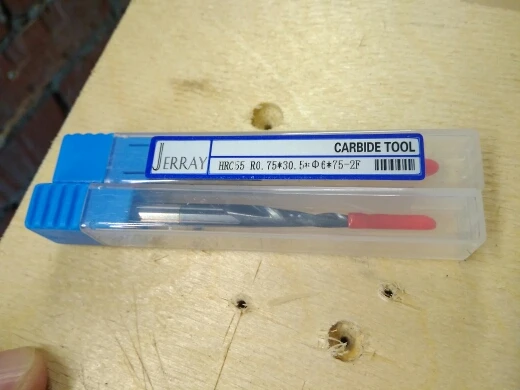 CARBIDE TOOL
JERRAY
HRC55 R0.75*30.5*Φ6*75-2F